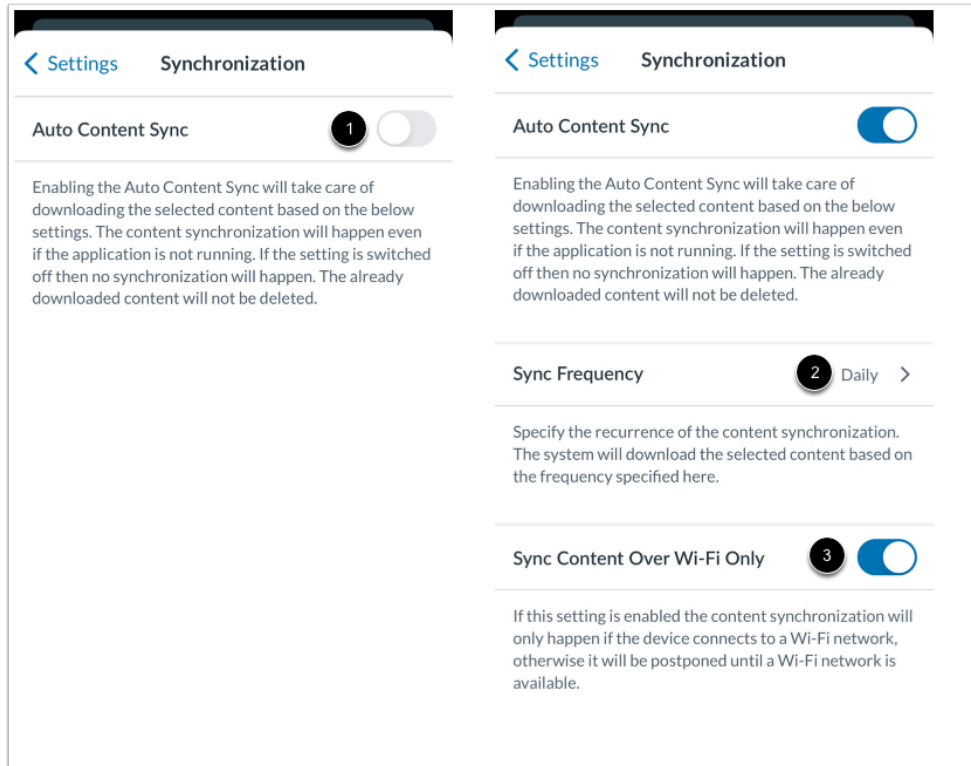 Settings Synchronization
Auto Content Sync 1
Enabling the Auto Content Sync will take care of
downloading the selected content based on the below
settings. The content synchronization will happen even
if the application is not running. If the setting is switched
off then no synchronization will happen. The already
downloaded content will not be deleted.
Settings Synchronization
Auto Content Sync
Enabling the Auto Content Sync will take care of
downloading the selected content based on the below
settings. The content synchronization will happen even
if the application is not running. If the setting is switched
off then no synchronization will happen. The already
downloaded content will not be deleted.
Sync Frequency 2 Daily
Specify the recurrence of the content synchronization.
The system will download the selected content based on
the frequency specified here.
Sync Content Over Wi-Fi Only 3
If this setting is enabled the content synchronization will
only happen if the device connects to a Wi-Fi network,
otherwise it will be postponed until a Wi-Fi network is
available.